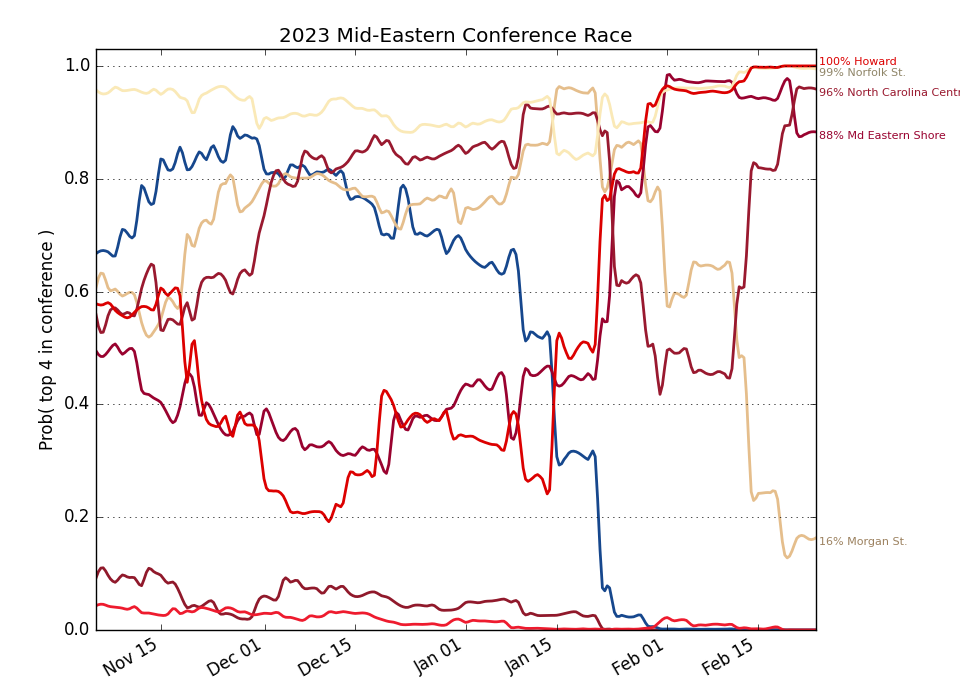 2023 Mid-Eastern Conference Race
1.0
0.8
0.6
0.4
0.2
0.0
Prob( top 4 in conference )
100% Howard
99% Norfolk St.
96% North Carolina Centr
88% Md Eastern Shore
16% Morgan St.
Nov 15
Dec 01
Dec 15
Jan 01
Jan 15
Feb 01
Feb 15